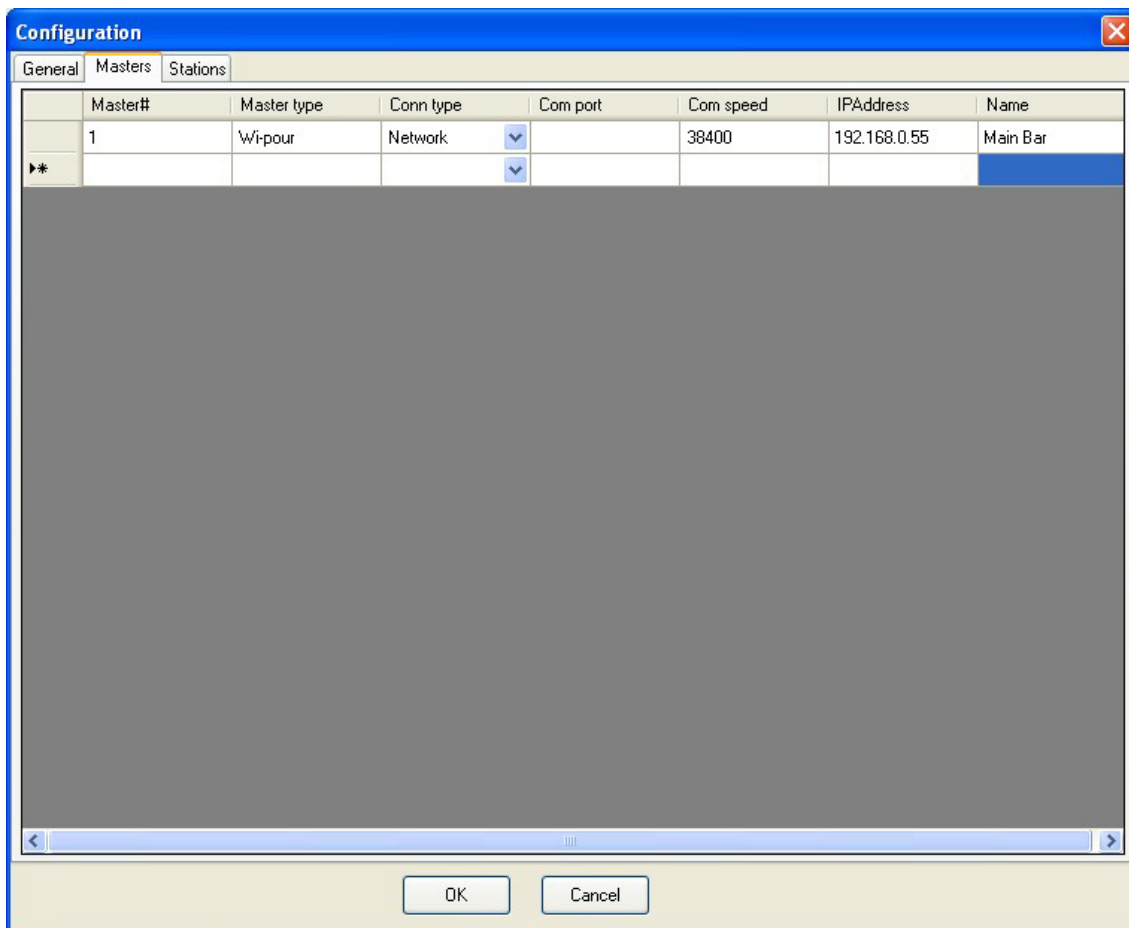 Configuration
General Masters Stations
Master# Master type Conn type Com port Com speed IPAddress Name
1 Wi-pour Network 38400 192.168.0.55 Main Bar
OK Cancel